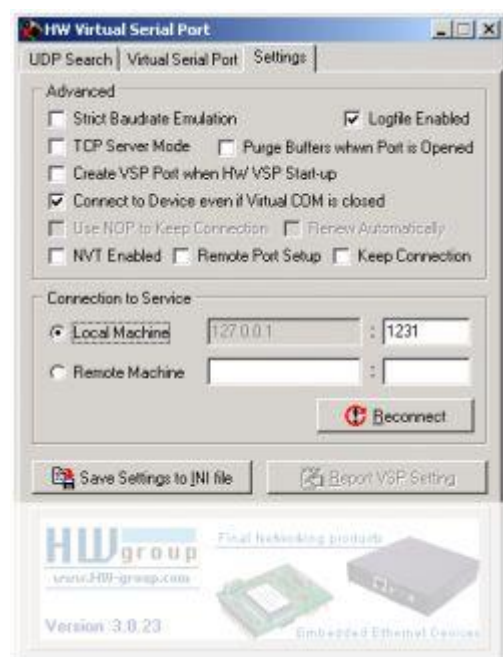 HW Virtual Serial Port
UDP Search Virtual Serial Port Settings
Advanced
Strict Baudrate Emulation Logfile Enabled
TCP Server Mode Purge Buffers whwn Port is Opened
Create VSP Port when HW VSP Start-up
Connect to Device even if Virtual COM is closed
Use NOP to Keep Connection Renew Automatically
NVT Enabled Remote Port Setup Keep Connection
Connection to Service
Local Machine 127.0.0.1 : 1231
Remote Machine :
Reconnect
Save Settings to INI file Report VSP Setting
HW group Final Networking products
www.HW-group.com
Version 3.0.23 Embedded Ethernet Devices